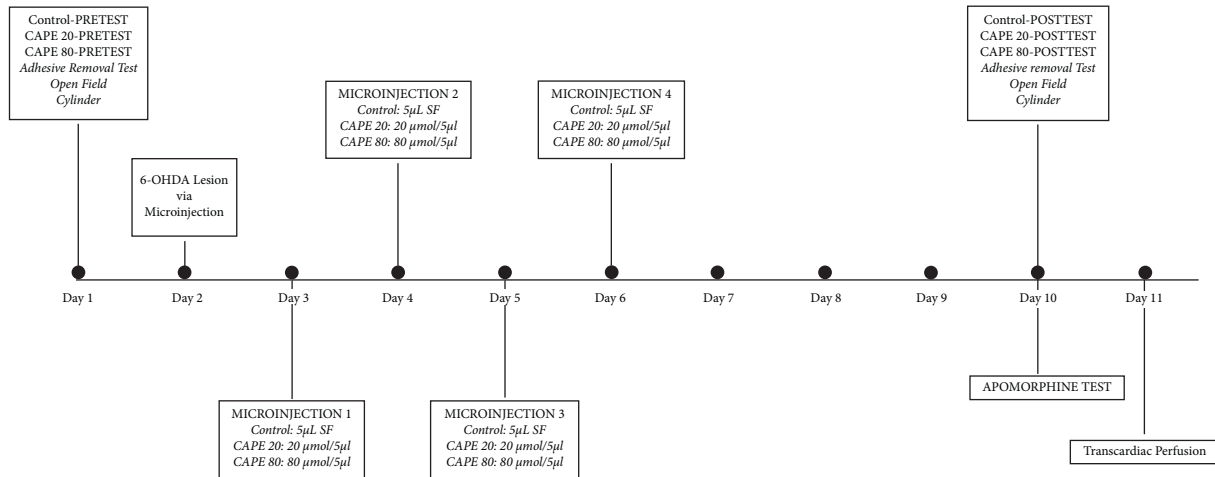 Control-PRETEST
CAPE 20-PRETEST
CAPE 80-PRETEST
Adhesive Removal Test
Open Field
Cylinder
6-OHDA Lesion
via
Microinjection
MICROINJECTION 2
Control: 5µL SF
CAPE 20: 20 µmol/5µl
CAPE 80: 80 µmol/5µl
MICROINJECTION 4
Control: 5µL SF
CAPE 20: 20 µmol/5µl
CAPE 80: 80 µmol/5µl
Control-POSTTEST
CAPE 20-POSTTEST
CAPE 80-POSTTEST
Adhesive removal Test
Open Field
Cylinder
Day 1
Day 2
Day 3
Day 4
Day 5
Day 6
Day 7
Day 8
Day 9
Day 10
Day 11
MICROINJECTION 1
Control: 5µL SF
CAPE 20: 20 µmol/5µl
CAPE 80: 80 µmol/5µl
MICROINJECTION 3
Control: 5µL SF
CAPE 20: 20 µmol/5µl
CAPE 80: 80 µmol/5µl
APOMORPHINE TEST
Transcardiac Perfusion